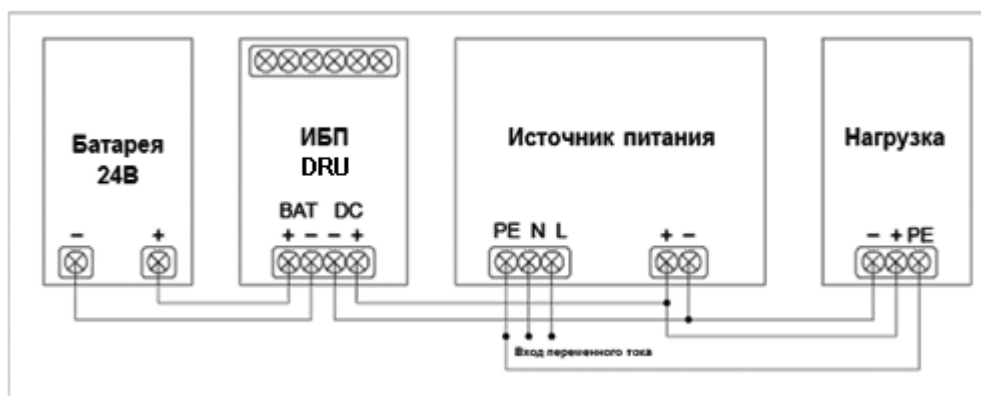 Батарея
24В
− +
ИБП
DRU
BAT DC
+ − − +
Источник питания
PE N L
+ −
Нагрузка
− + PE
Вход переменного тока